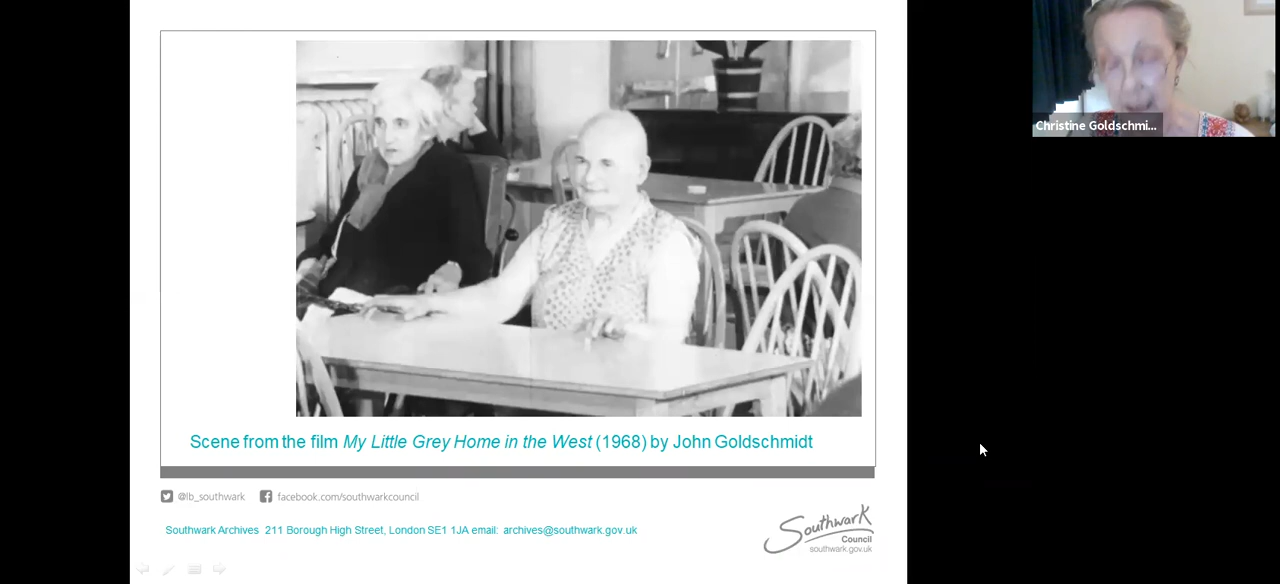 Christine Goldschmi...
Scene from the film My Little Grey Home in the West (1968) by John Goldschmidt
@lb_southwark facebook.com/southwarkcouncil
Southwark Archives 211 Borough High Street, London SE1 1JA email: archives@southwark.gov.uk
Southwark
Council
southwark.gov.uk